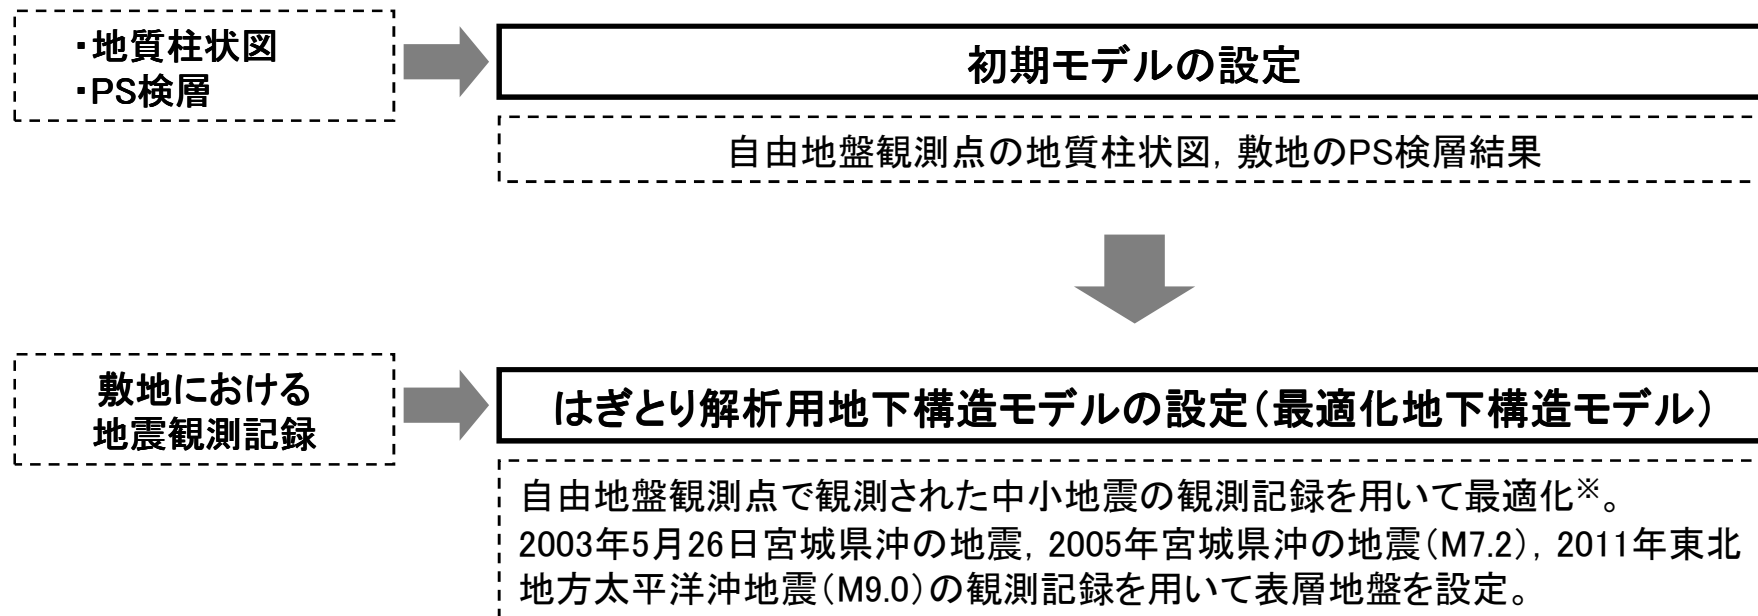 ・地質柱状図
・PS検層
初期モデルの設定
自由地盤観測点の地質柱状図，敷地のPS検層結果
敷地における
地震観測記録
はぎとり解析用地下構造モデルの設定（最適化地下構造モデル）
自由地盤観測点で観測された中小地震の観測記録を用いて最適化※。
2003年5月26日宮城県沖の地震，2005年宮城県沖の地震（M7.2），2011年東北
地方太平洋沖地震（M9.0）の観測記録を用いて表層地盤を設定。